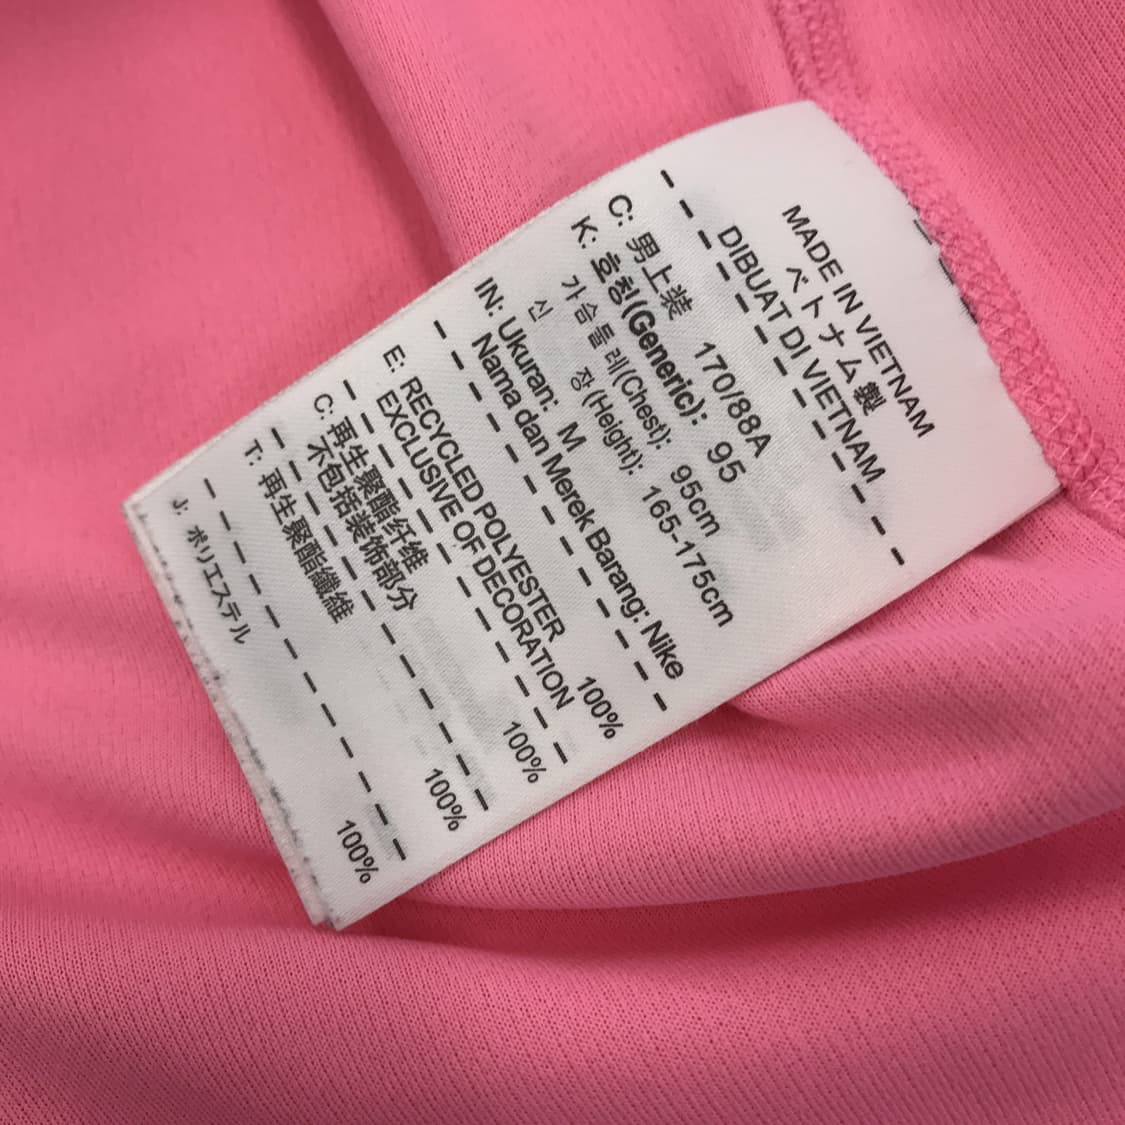 MADE IN VIETNAM
ベトナム製
DIBUAT DI VIETNAM
C: 男上装 170/88A
K: 호칭(Generic): 95
가슴둘레(Chest): 95cm
신 장(Height): 165-175cm
IN: Ukuran: M
Nama dan Merek Barang: Nike
E: RECYCLED POLYESTER 100%
EXCLUSIVE OF DECORATION
C: 再生聚酯纤维 100%
不包括装饰部分
T: 再生聚酯纖維 100%
J: ポリエステル 100%